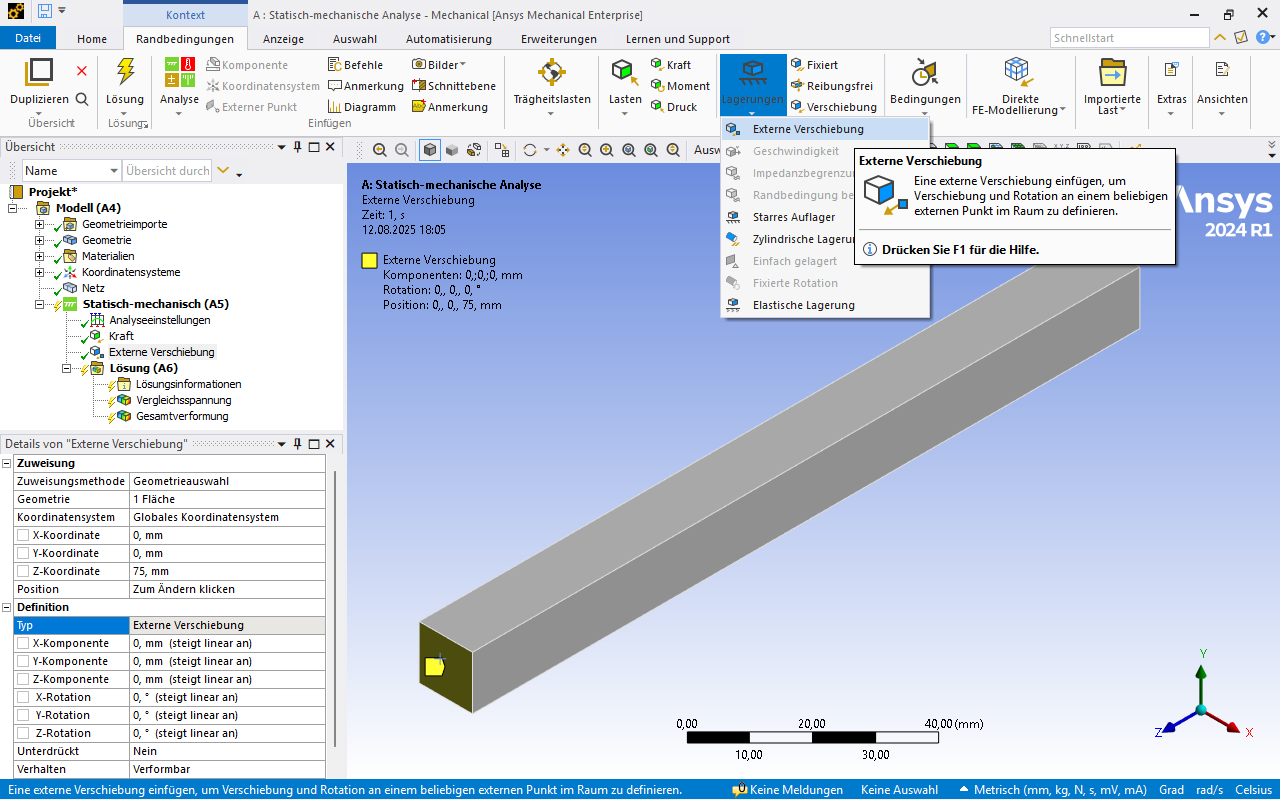 Kontext
A : Statisch-mechanische Analyse - Mechanical [Ansys Mechanical Enterprise]
Datei Home Randbedingungen Anzeige Auswahl Automatisierung Erweiterungen Lernen und Support Schnellstart
Duplizieren
Übersicht
Lösung
Lösung
Analyse
Komponente
Koordinatensystem
Externer Punkt
Befehle
Anmerkung
Diagramm
Bilder
Schnittebene
Anmerkung
Einfügen
Trägheitslasten
Lasten
Kraft
Moment
Druck
Lagerungen
Fixiert
Reibungsfrei
Verschiebung
Bedingungen
Direkte
FE-Modellierung
Importierte
Last
Extras
Ansichten
Externe Verschiebung
Geschwindigkeit
Impedanzbegrenzu
Randbedingung be
Starres Auflager
Zylindrische Lagerun
Einfach gelagert
Fixierte Rotation
Elastische Lagerung
Externe Verschiebung
Eine externe Verschiebung einfügen, um
Verschiebung und Rotation an einem beliebigen
externen Punkt im Raum zu definieren.
Drücken Sie F1 für die Hilfe.
Übersicht
Name Übersicht durch
Projekt*
Modell (A4)
Geometrieimporte
Geometrie
Materialien
Koordinatensysteme
Netz
Statisch-mechanisch (A5)
Analyseeinstellungen
Kraft
Externe Verschiebung
Lösung (A6)
Lösungsinformationen
Vergleichsspannung
Gesamtverformung
Details von "Externe Verschiebung"
Zuweisung
Zuweisungsmethode Geometrieauswahl
Geometrie 1 Fläche
Koordinatensystem Globales Koordinatensystem
X-Koordinate 0, mm
Y-Koordinate 0, mm
Z-Koordinate 75, mm
Position Zum Ändern klicken
Definition
Typ Externe Verschiebung
X-Komponente 0, mm (steigt linear an)
Y-Komponente 0, mm (steigt linear an)
Z-Komponente 0, mm (steigt linear an)
X-Rotation 0, ° (steigt linear an)
Y-Rotation 0, ° (steigt linear an)
Z-Rotation 0, ° (steigt linear an)
Unterdrückt Nein
Verhalten Verformbar
Ausw
A: Statisch-mechanische Analyse
Externe Verschiebung
Zeit: 1, s
12.08.2025 18:05
Externe Verschiebung
Komponenten: 0,;0,;0, mm
Rotation: 0,, 0,, 0, °
Position: 0,, 0,, 75, mm
Ansys
2024 R1
0,00 20,00 40,00 (mm)
10,00 30,00
Y
Z X
Eine externe Verschiebung einfügen, um Verschiebung und Rotation an einem beliebigen externen Punkt im Raum zu definieren. 0 Keine Meldungen Keine Auswahl Metrisch (mm, kg, N, s, mV, mA) Grad rad/s Celsius